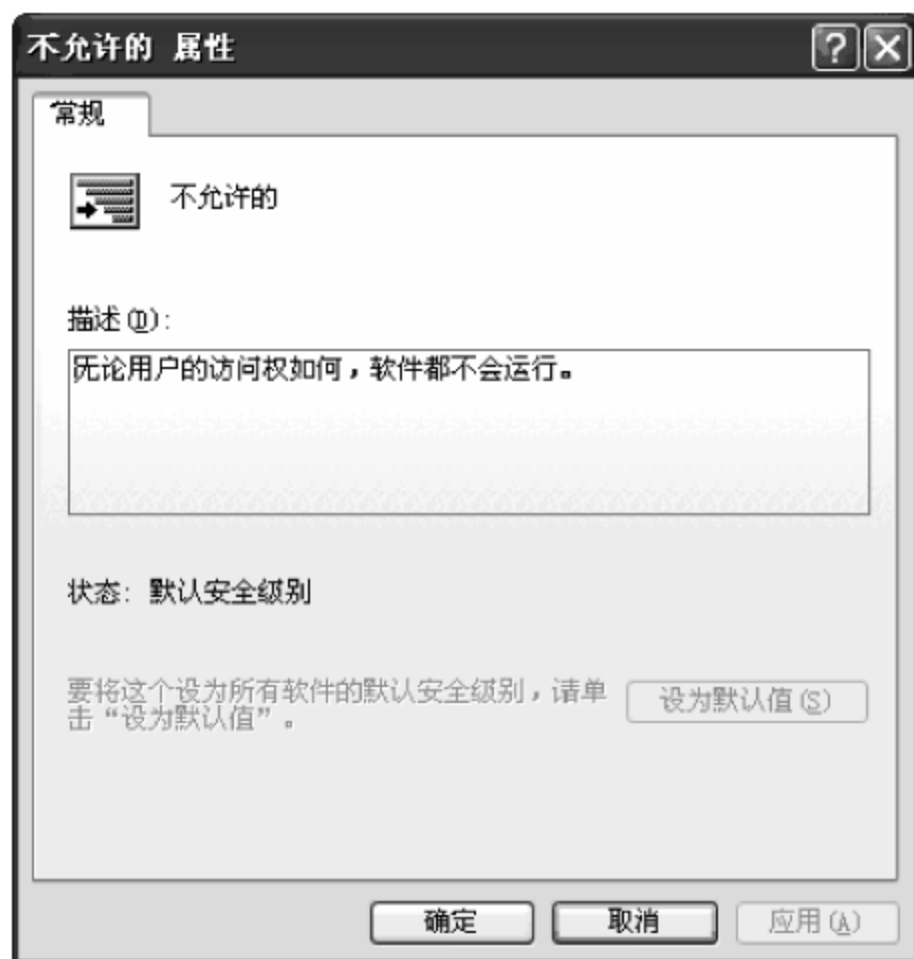 不允许的 属性
常规
不允许的
描述(D):
无论用户的访问权如何，软件都不会运行。
状态: 默认安全级别
要将这个设为所有软件的默认安全级别，请单
击“设为默认值”。
设为默认值(S)
确定
取消
应用(A)